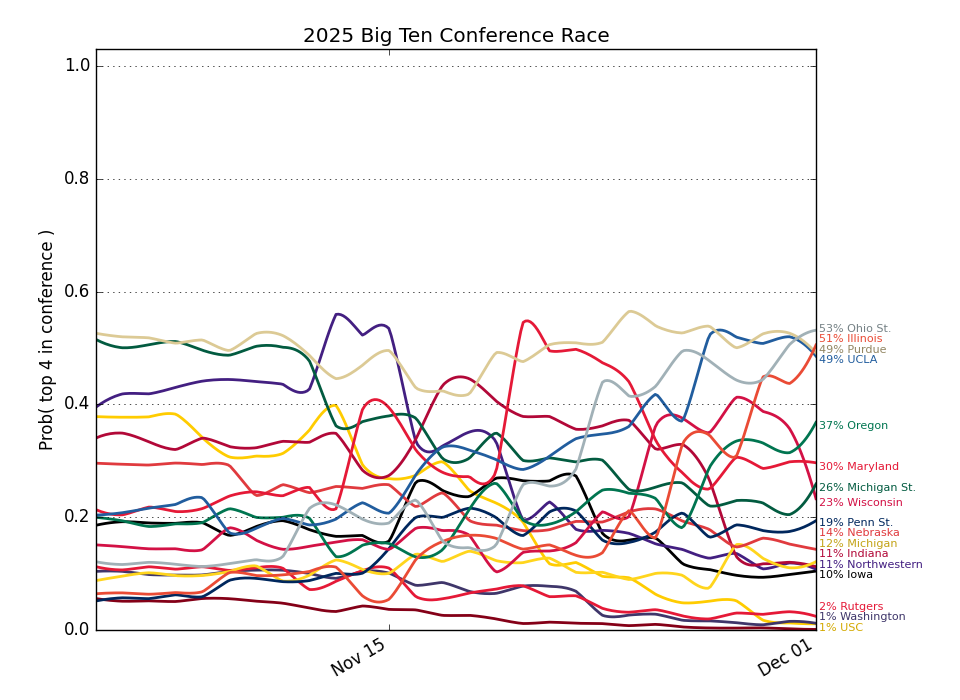 2025 Big Ten Conference Race
Prob( top 4 in conference )
1.0
0.8
0.6
0.4
0.2
0.0
Nov 15
Dec 01
53% Ohio St.
51% Illinois
49% Purdue
49% UCLA
37% Oregon
30% Maryland
26% Michigan St.
23% Wisconsin
19% Penn St.
14% Nebraska
12% Michigan
11% Indiana
11% Northwestern
10% Iowa
2% Rutgers
1% Washington
1% USC